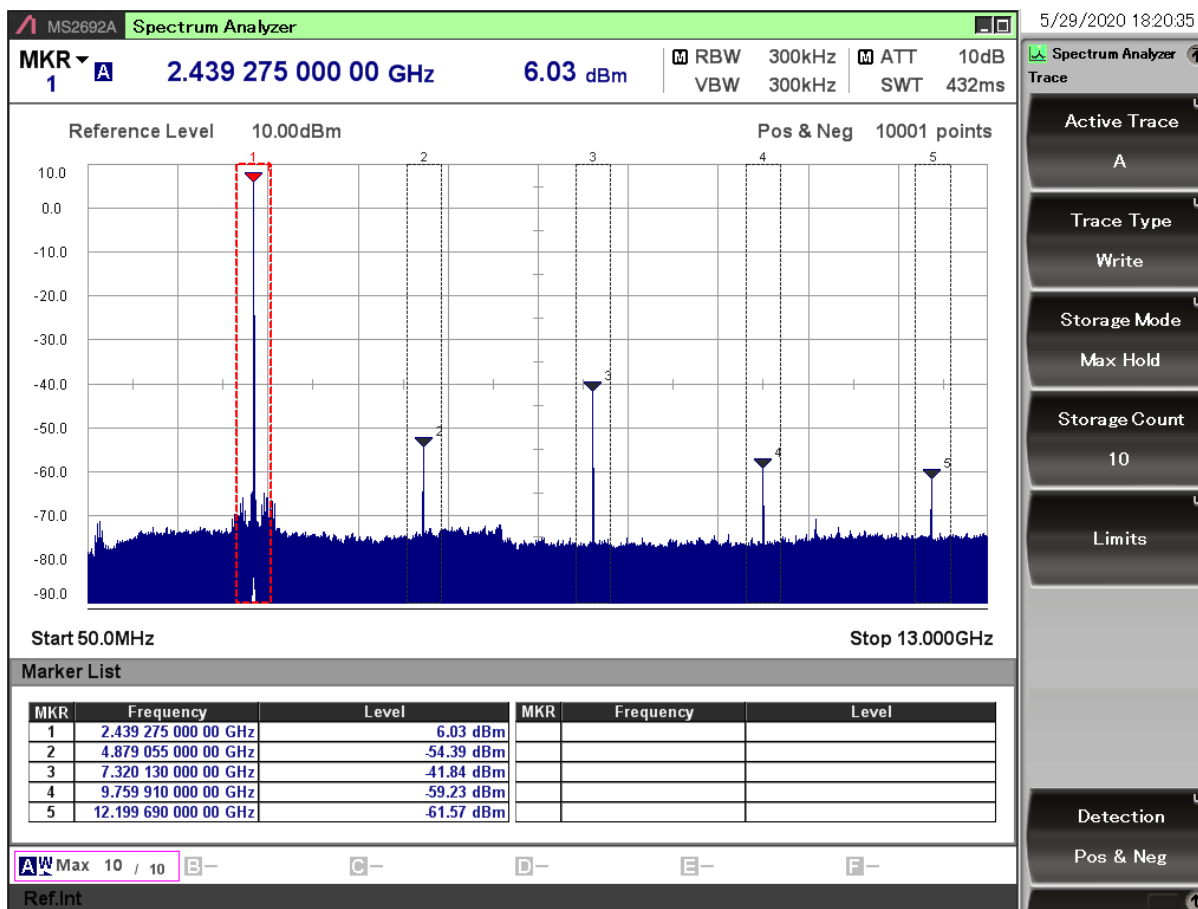 MS2692A Spectrum Analyzer
5/29/2020 18:20:35
MKR 1 A 2.439 275 000 00 GHz 6.03 dBm
M RBW 300kHz M ATT 10dB
VBW 300kHz SWT 432ms
Reference Level 10.00dBm Pos & Neg 10001 points
1 2 3 4 5
10.0
0.0
-10.0
-20.0
-30.0
-40.0
3
-50.0
2
-60.0
4
5
-70.0
-80.0
-90.0
Start 50.0MHz Stop 13.000GHz
Marker List
MKR Frequency Level MKR Frequency Level
1 2.439 275 000 00 GHz 6.03 dBm
2 4.879 055 000 00 GHz -54.39 dBm
3 7.320 130 000 00 GHz -41.84 dBm
4 9.759 910 000 00 GHz -59.23 dBm
5 12.199 690 000 00 GHz -61.57 dBm
A W Max 10 / 10 B- C- D- E- F-
Ref.Int
Spectrum Analyzer
Trace
Active Trace
A
Trace Type
Write
Storage Mode
Max Hold
Storage Count
10
Limits
Detection
Pos & Neg